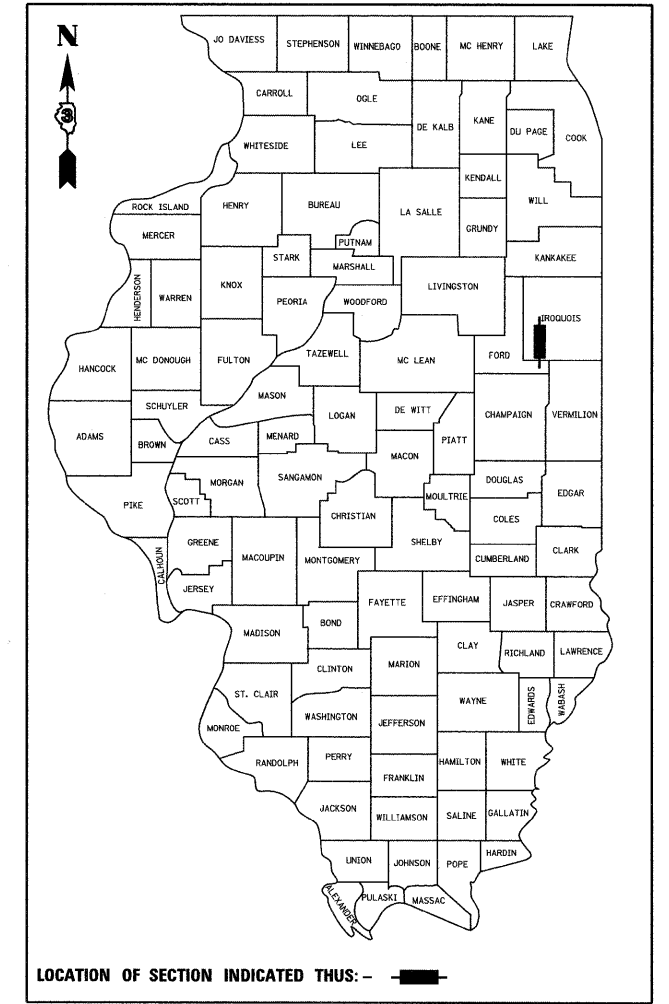 N
3
JO DAVIESS
STEPHENSON
WINNEBAGO
BOONE
MC HENRY
LAKE
CARROLL
OGLE
DE KALB
KANE
DU PAGE
COOK
WHITESIDE
LEE
KENDALL
WILL
ROCK ISLAND
HENRY
BUREAU
LA SALLE
GRUNDY
MERCER
STARK
PUTNAM
MARSHALL
KANKAKEE
HENDERSON
WARREN
KNOX
PEORIA
WOODFORD
LIVINGSTON
IROQUOIS
HANCOCK
MC DONOUGH
FULTON
TAZEWELL
MC LEAN
FORD
SCHUYLER
MASON
LOGAN
DE WITT
CHAMPAIGN
VERMILION
ADAMS
BROWN
CASS
MENARD
MACON
PIATT
PIKE
SCOTT
MORGAN
SANGAMON
CHRISTIAN
MOULTRIE
DOUGLAS
EDGAR
COLES
CALHOUN
GREENE
MACOUPIN
MONTGOMERY
SHELBY
CUMBERLAND
CLARK
JERSEY
FAYETTE
EFFINGHAM
JASPER
CRAWFORD
MADISON
BOND
CLAY
RICHLAND
LAWRENCE
CLINTON
MARION
ST. CLAIR
WAYNE
EDWARDS
WABASH
MONROE
WASHINGTON
JEFFERSON
RANDOLPH
PERRY
HAMILTON
WHITE
FRANKLIN
JACKSON
WILLIAMSON
SALINE
GALLATIN
UNION
JOHNSON
POPE
HARDIN
ALEXANDER
PULASKI
MASSAC
LOCATION OF SECTION INDICATED THUS: –